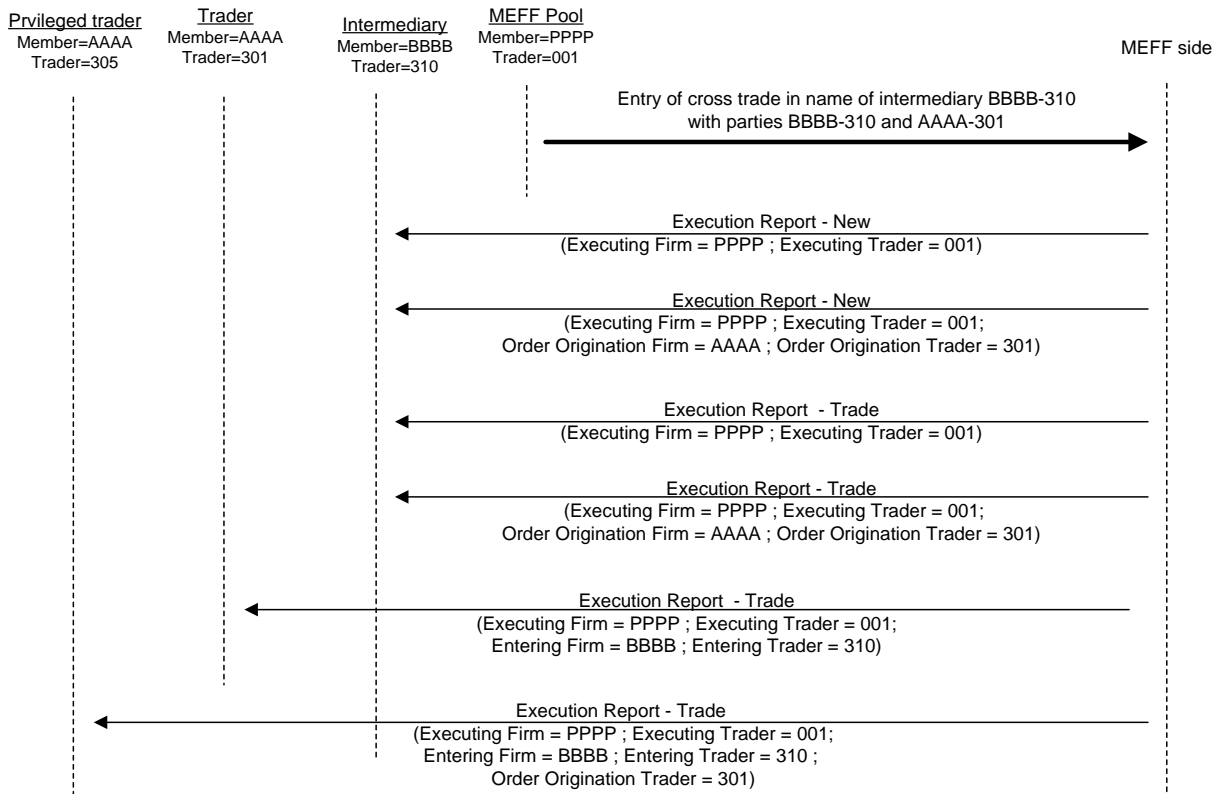 Prvileged trader
Member=AAAA
Trader=305
Trader
Member=AAAA
Trader=301
Intermediary
Member=BBBB
Trader=310
MEFF Pool
Member=PPPP
Trader=001
MEFF side
Entry of cross trade in name of intermediary BBBB-310
with parties BBBB-310 and AAAA-301
Execution Report - New
(Executing Firm = PPPP ; Executing Trader = 001)
Execution Report - New
(Executing Firm = PPPP ; Executing Trader = 001;
Order Origination Firm = AAAA ; Order Origination Trader = 301)
Execution Report - Trade
(Executing Firm = PPPP ; Executing Trader = 001)
Execution Report - Trade
(Executing Firm = PPPP ; Executing Trader = 001;
Order Origination Firm = AAAA ; Order Origination Trader = 301)
Execution Report - Trade
(Executing Firm = PPPP ; Executing Trader = 001;
Entering Firm = BBBB ; Entering Trader = 310)
Execution Report - Trade
(Executing Firm = PPPP ; Executing Trader = 001;
Entering Firm = BBBB ; Entering Trader = 310 ;
Order Origination Trader = 301)